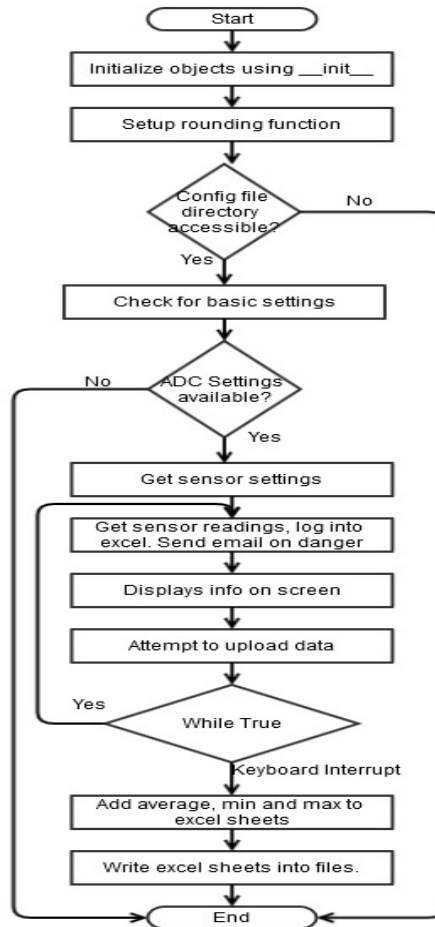 Start
Initialize objects using __init__
Setup rounding function
Config file
directory
accessible?
No
Yes
Check for basic settings
No
ADC Settings
available?
Yes
Get sensor settings
Get sensor readings, log into
excel. Send email on danger
Displays info on screen
Attempt to upload data
Yes
While True
Keyboard Interrupt
Add average, min and max to
excel sheets
Write excel sheets into files.
End